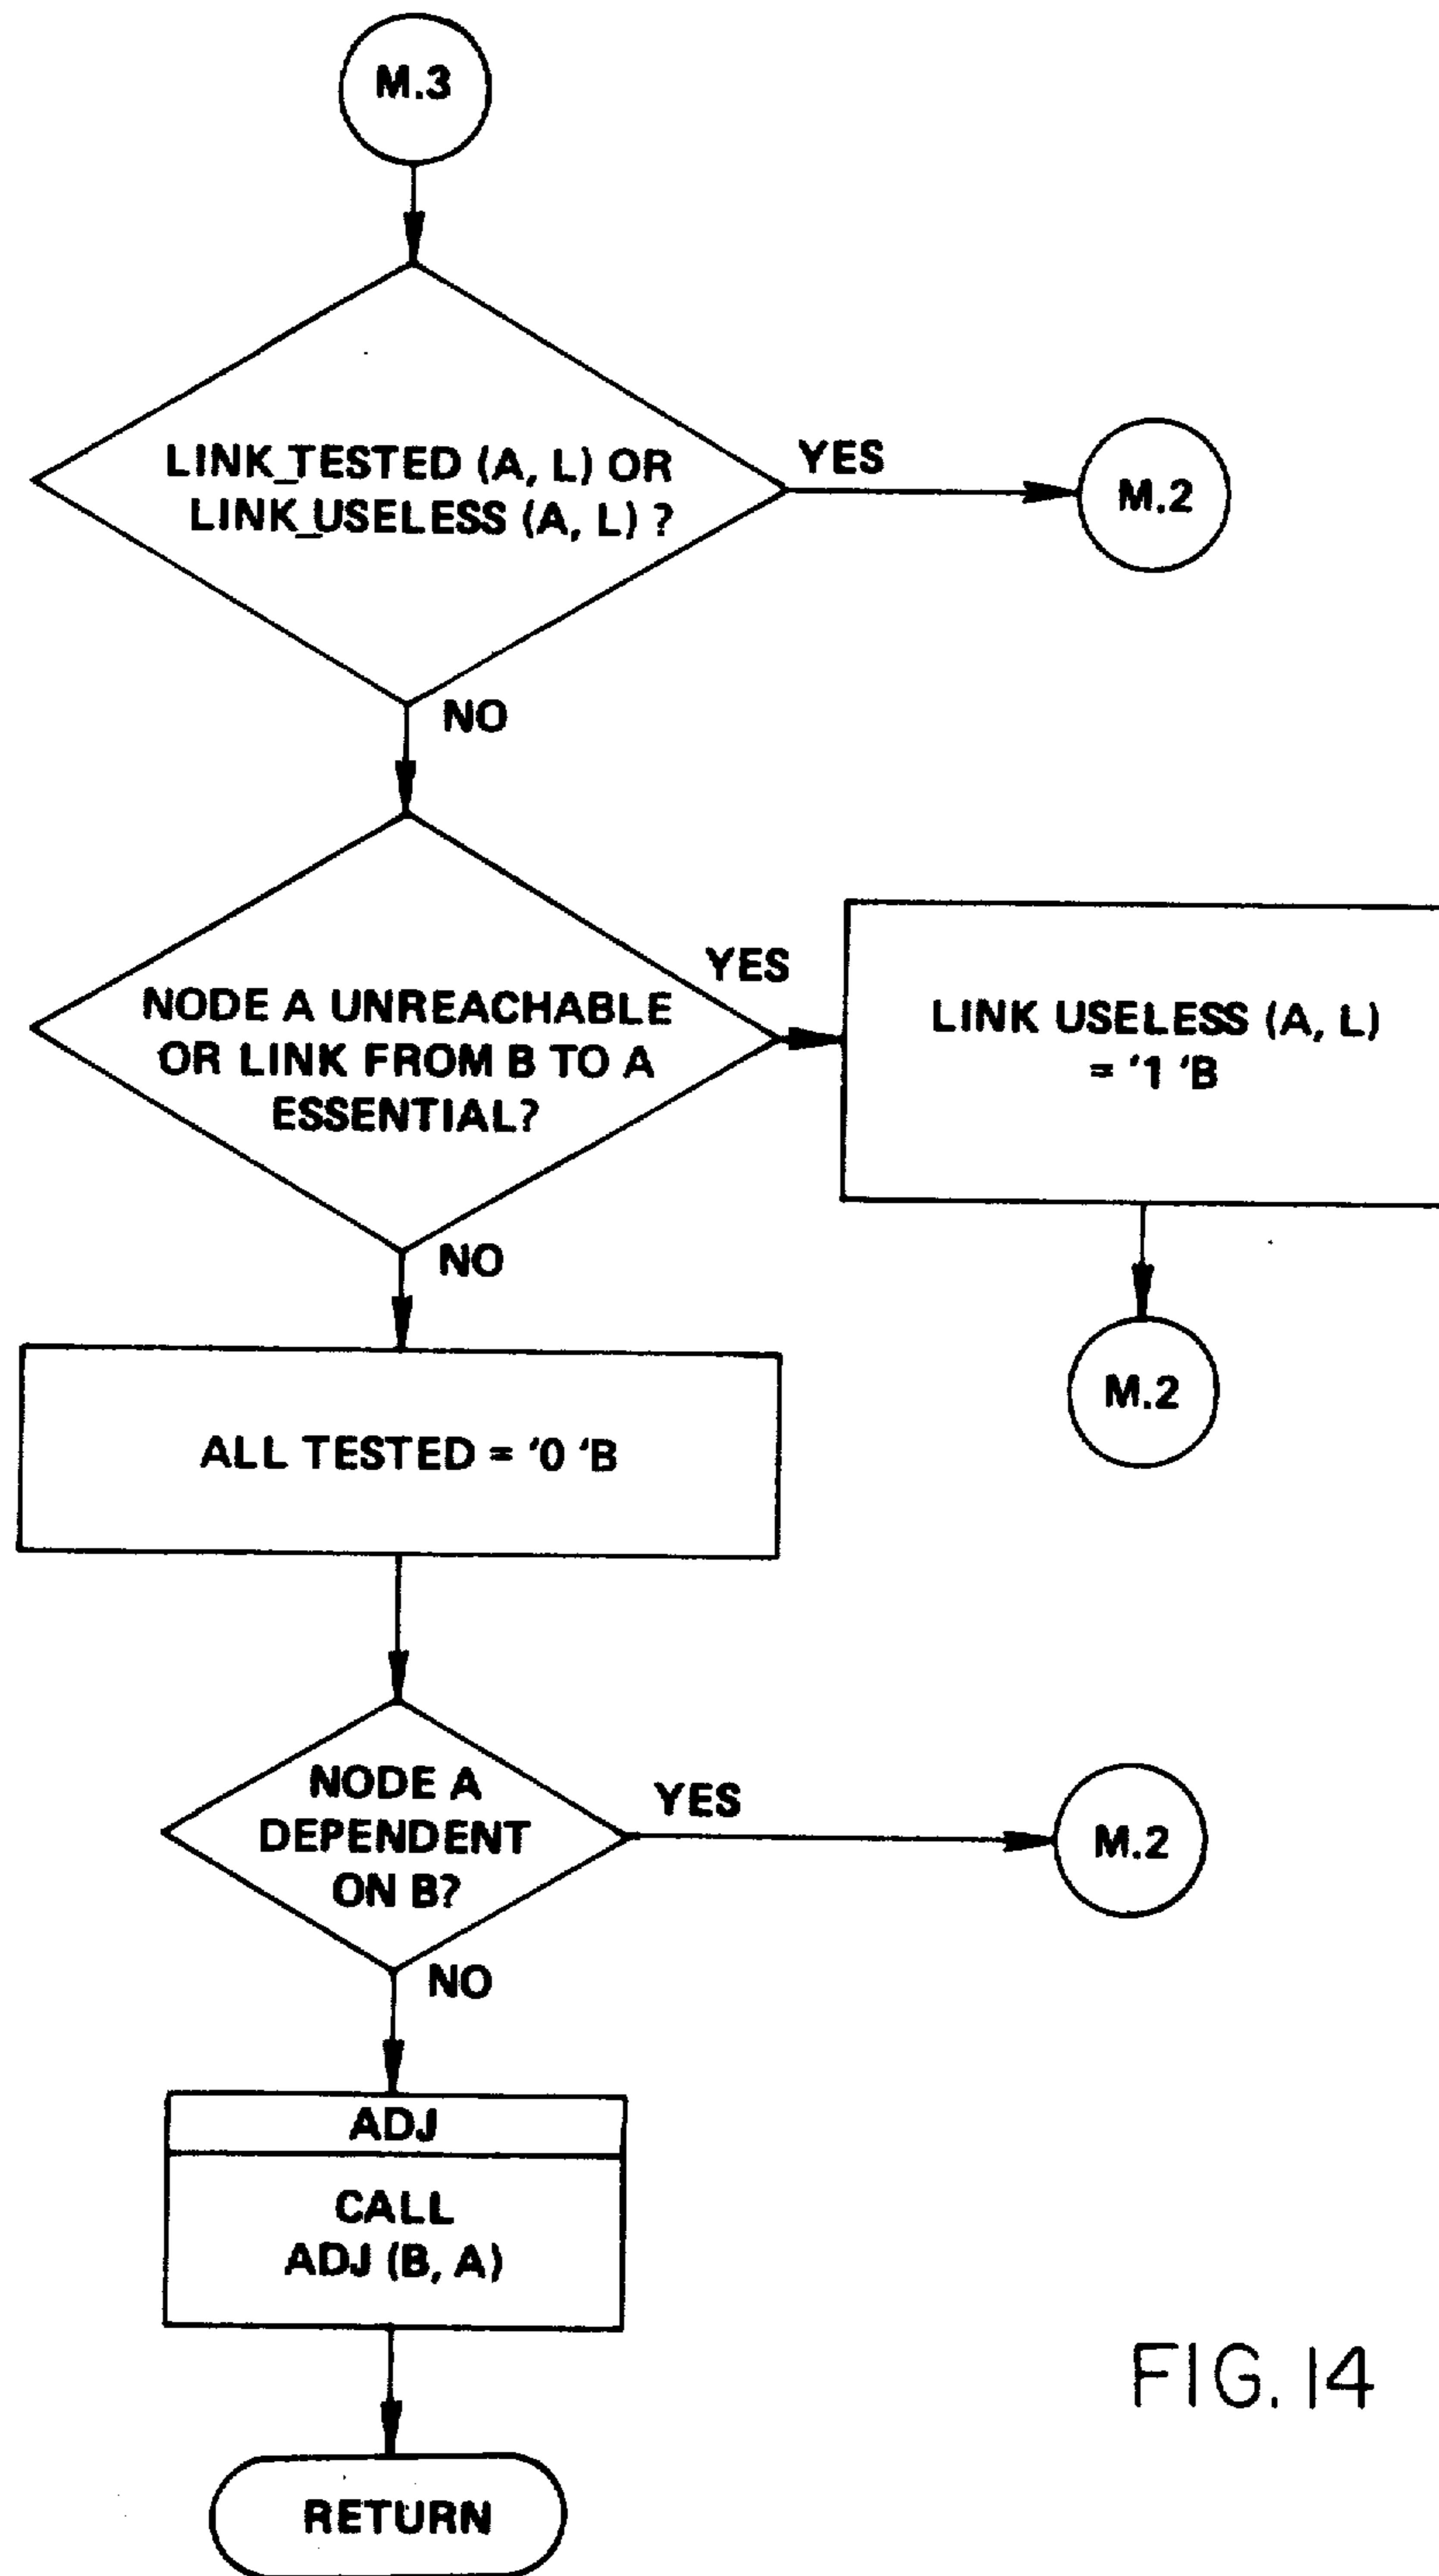 M.3
LINK_TESTED (A, L) OR
LINK_USELESS (A, L) ?
YES
M.2
NO
NODE A UNREACHABLE
OR LINK FROM B TO A
ESSENTIAL?
YES
LINK USELESS (A, L)
= '1 'B
M.2
NO
ALL TESTED = '0 'B
NODE A
DEPENDENT
ON B?
YES
M.2
NO
ADJ
CALL
ADJ (B, A)
RETURN
FIG. 14